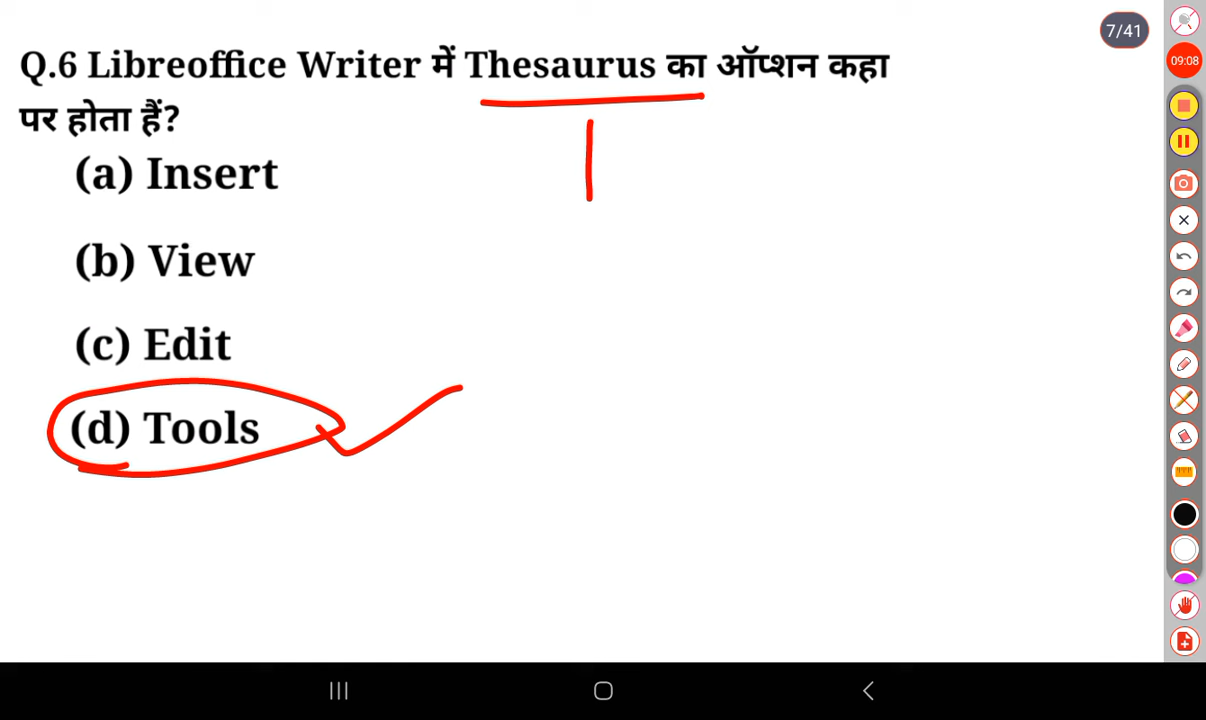 7/41
Q.6 Libreoffice Writer में Thesaurus का ऑप्शन कहा
09:08
पर होता हैं?
(a) Insert
(b) View
(c) Edit
(d) Tools